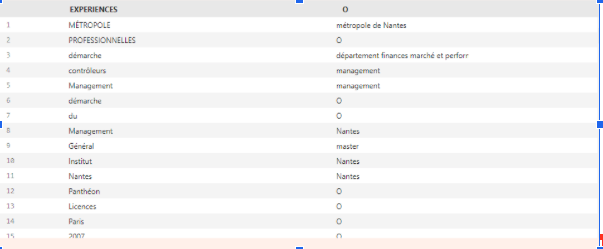 EXPERIENCES O
1 MÉTROPOLE métropole de Nantes
2 PROFESSIONNELLES O
3 démarche département finances marché et perforr
4 contrôleurs management
5 Management management
6 démarche O
7 du O
8 Management Nantes
9 Général master
10 Institut Nantes
11 Nantes Nantes
12 Panthéon O
13 Licences O
14 Paris O
15 2007 O